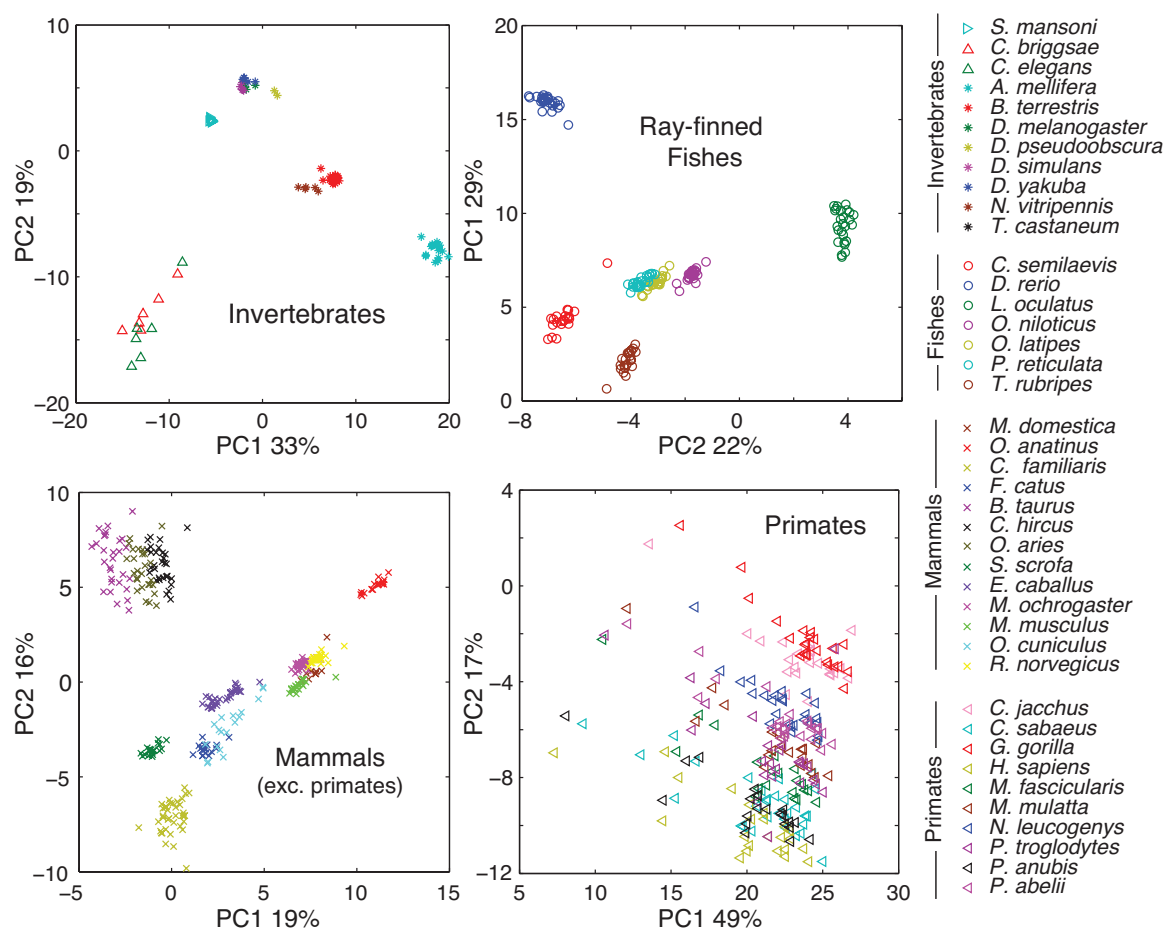 10
0
−10
−20
−20
−10
0
10
20
PC2 19%
PC1 33%
Invertebrates
20
15
10
5
0
−8
−4
0
4
PC1 29%
PC2 22%
Ray-finned
Fishes
10
5
0
−5
−10
−5
0
5
10
15
PC2 16%
PC1 19%
Mammals
(exc. primates)
4
0
−4
−8
−12
5
10
15
20
25
30
PC2 17%
PC1 49%
Primates
Invertebrates
S. mansoni
C. briggsae
C. elegans
A. mellifera
B. terrestris
D. melanogaster
D. pseudoobscura
D. simulans
D. yakuba
N. vitripennis
T. castaneum
Fishes
C. semilaevis
D. rerio
L. oculatus
O. niloticus
O. latipes
P. reticulata
T. rubripes
Mammals
M. domestica
O. anatinus
C. familiaris
F. catus
B. taurus
C. hircus
O. aries
S. scrofa
E. caballus
M. ochrogaster
M. musculus
O. cuniculus
R. norvegicus
Primates
C. jacchus
C. sabaeus
G. gorilla
H. sapiens
M. fascicularis
M. mulatta
N. leucogenys
P. troglodytes
P. anubis
P. abelii